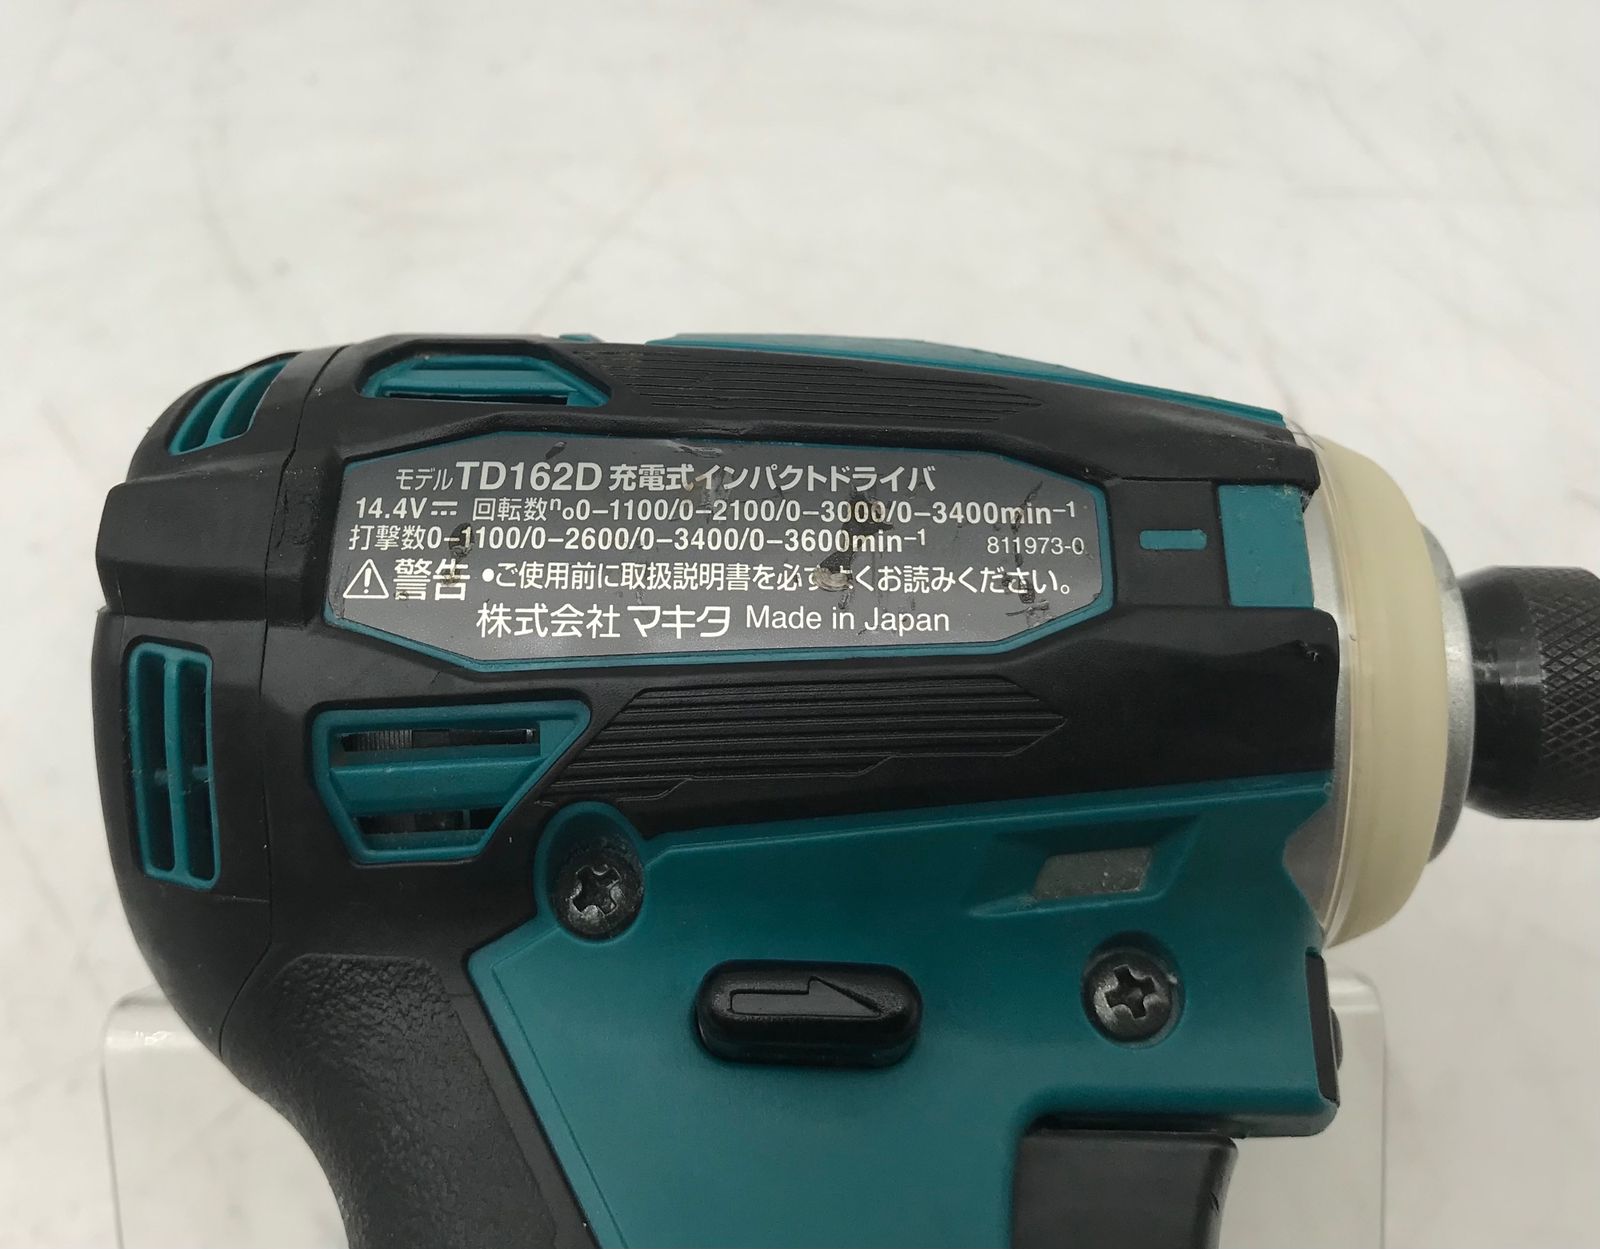 モデルTD162D 充電式インパクトドライバ
14.4V⎓ 回転数n₀0-1100/0-2100/0-3000/0-3400min⁻¹
打撃数0-1100/0-2600/0-3400/0-3600min⁻¹ 811973-0
⚠警告 •ご使用前に取扱説明書を必ずよくお読みください。
株式会社マキタ Made in Japan